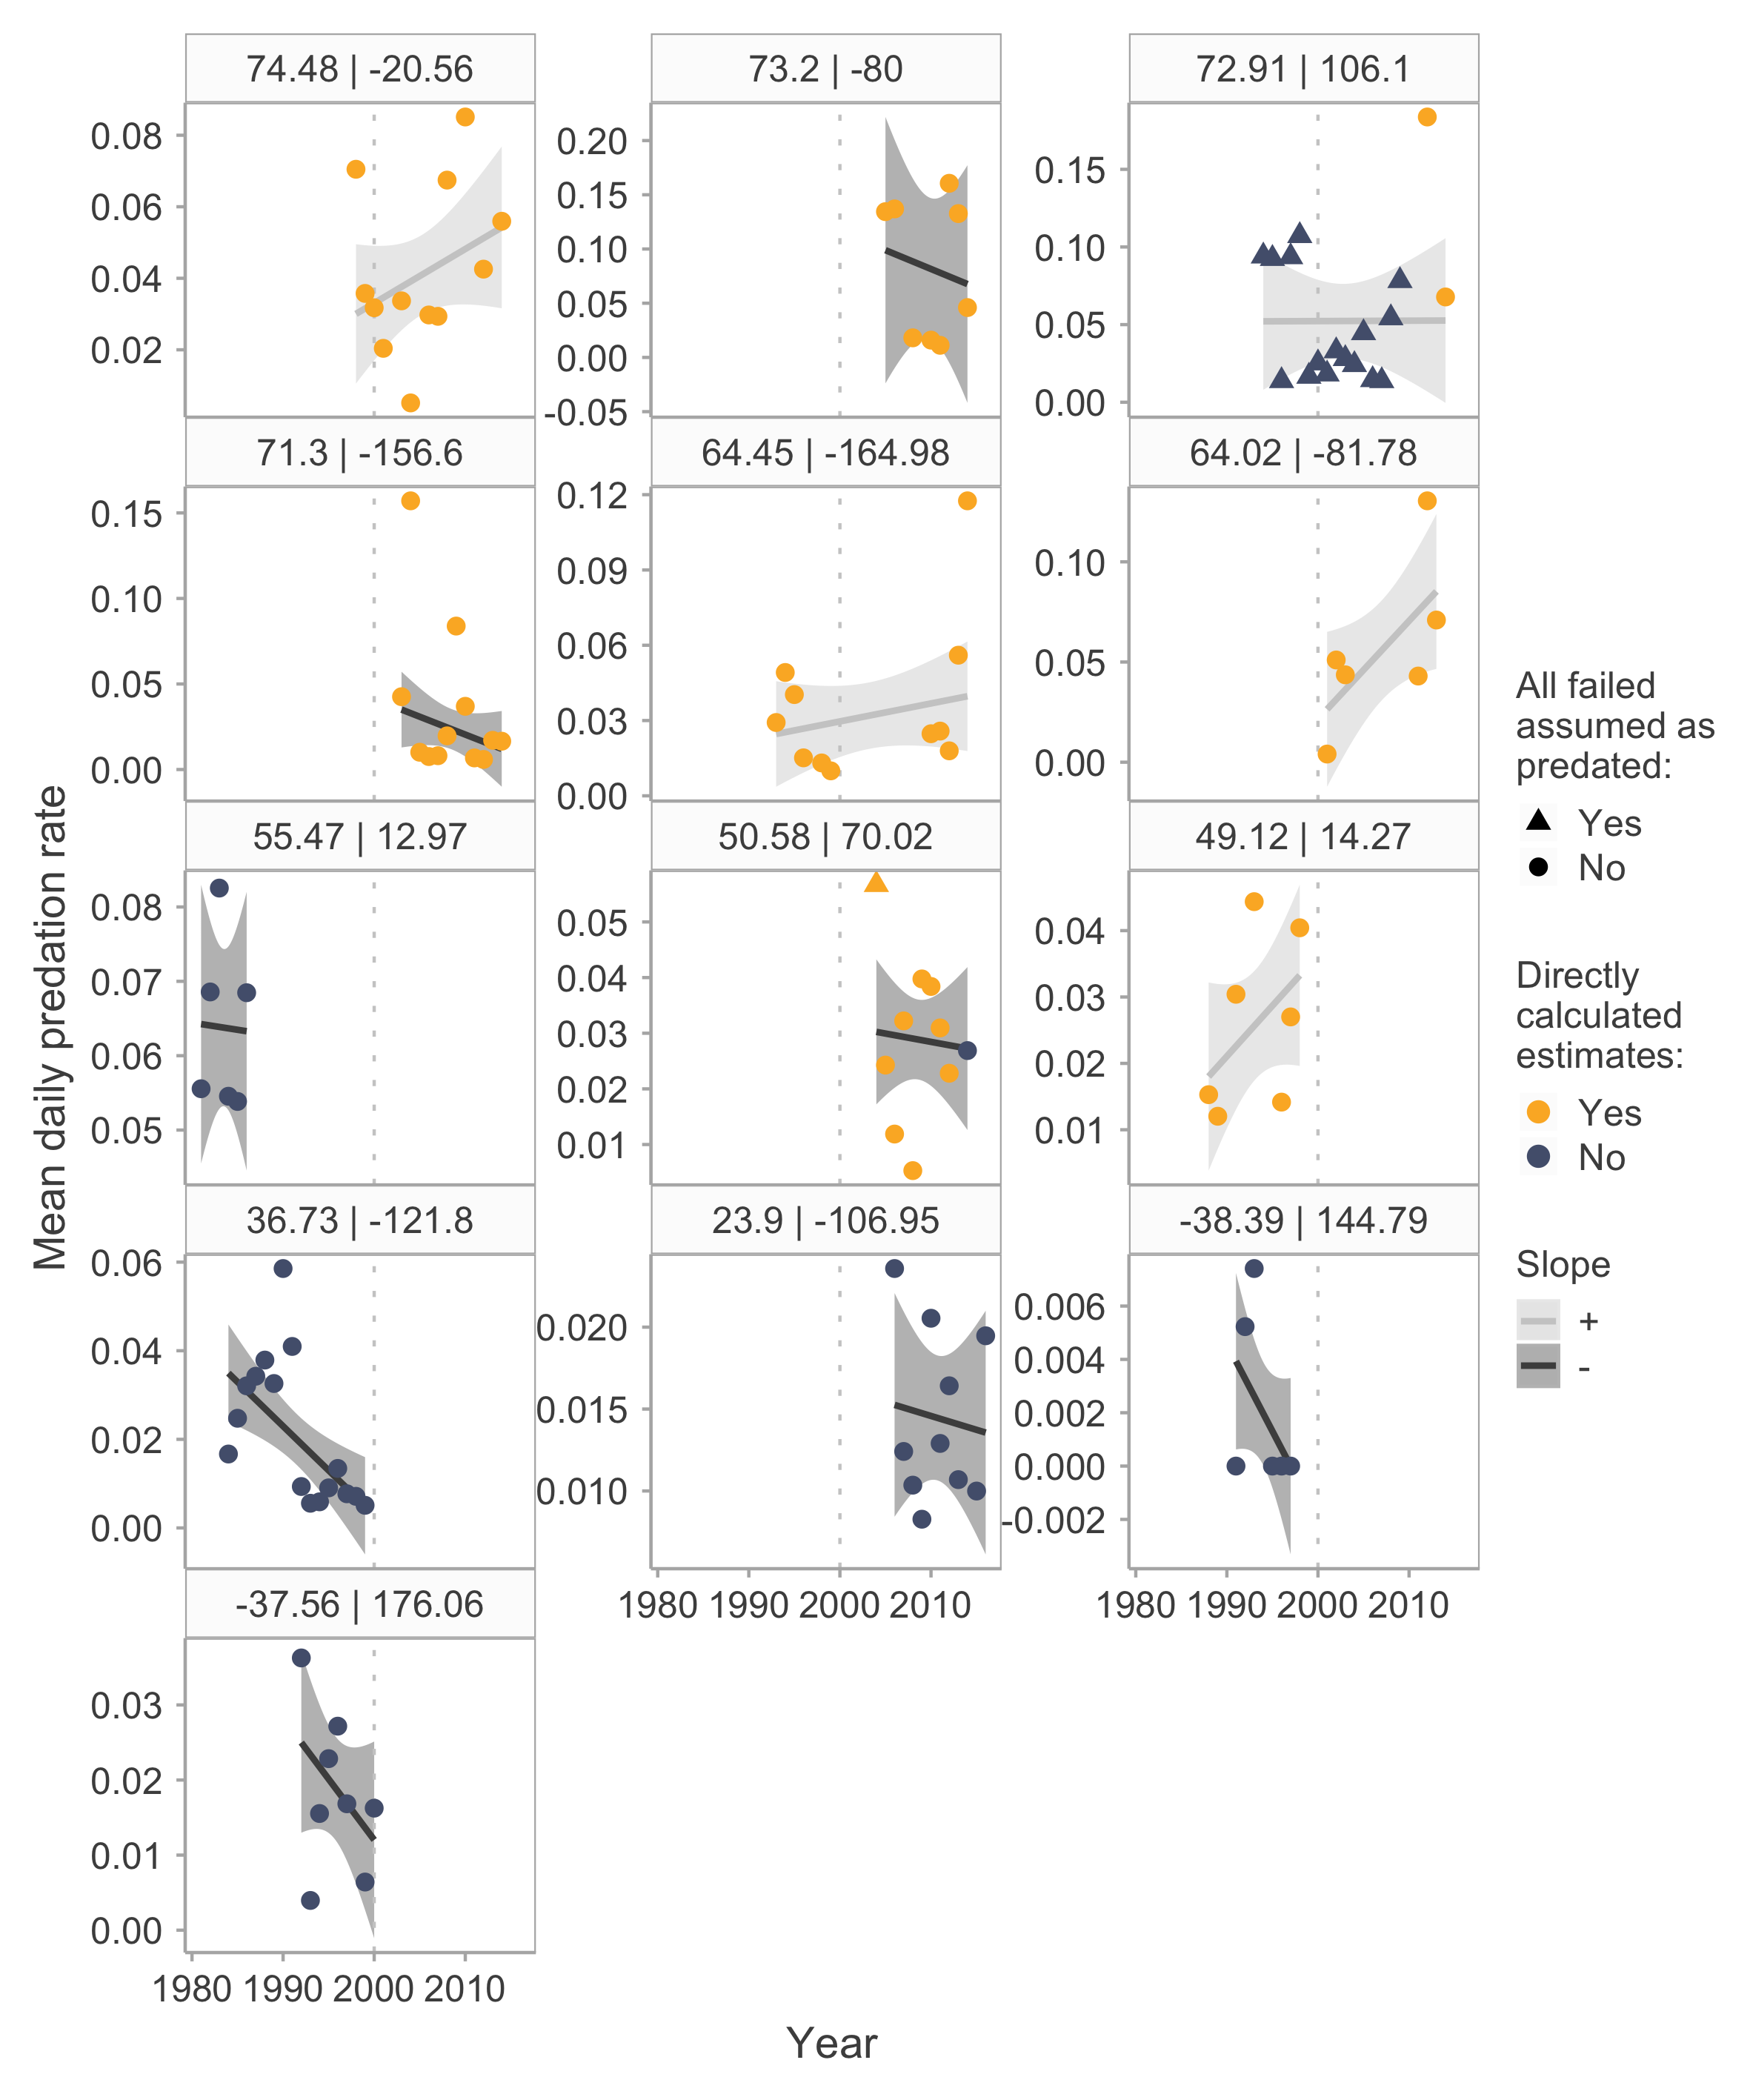 74.48 | -20.56
73.2 | -80
72.91 | 106.1
0.08
0.06
0.04
0.02
0.20
0.15
0.10
0.05
0.00
-0.05
0.15
0.10
0.05
0.00
71.3 | -156.6
64.45 | -164.98
64.02 | -81.78
0.15
0.10
0.05
0.00
0.12
0.09
0.06
0.03
0.00
0.10
0.05
0.00
55.47 | 12.97
50.58 | 70.02
49.12 | 14.27
0.08
0.07
0.06
0.05
0.05
0.04
0.03
0.02
0.01
0.04
0.03
0.02
0.01
36.73 | -121.8
23.9 | -106.95
-38.39 | 144.79
0.06
0.04
0.02
0.00
0.020
0.015
0.010
0.006
0.004
0.002
0.000
-0.002
1980 1990 2000 2010
1980 1990 2000 2010
-37.56 | 176.06
0.03
0.02
0.01
0.00
1980 1990 2000 2010
Year
Mean daily predation rate
All failed
assumed as
predated:
Yes
No
Directly
calculated
estimates:
Yes
No
Slope
+
-